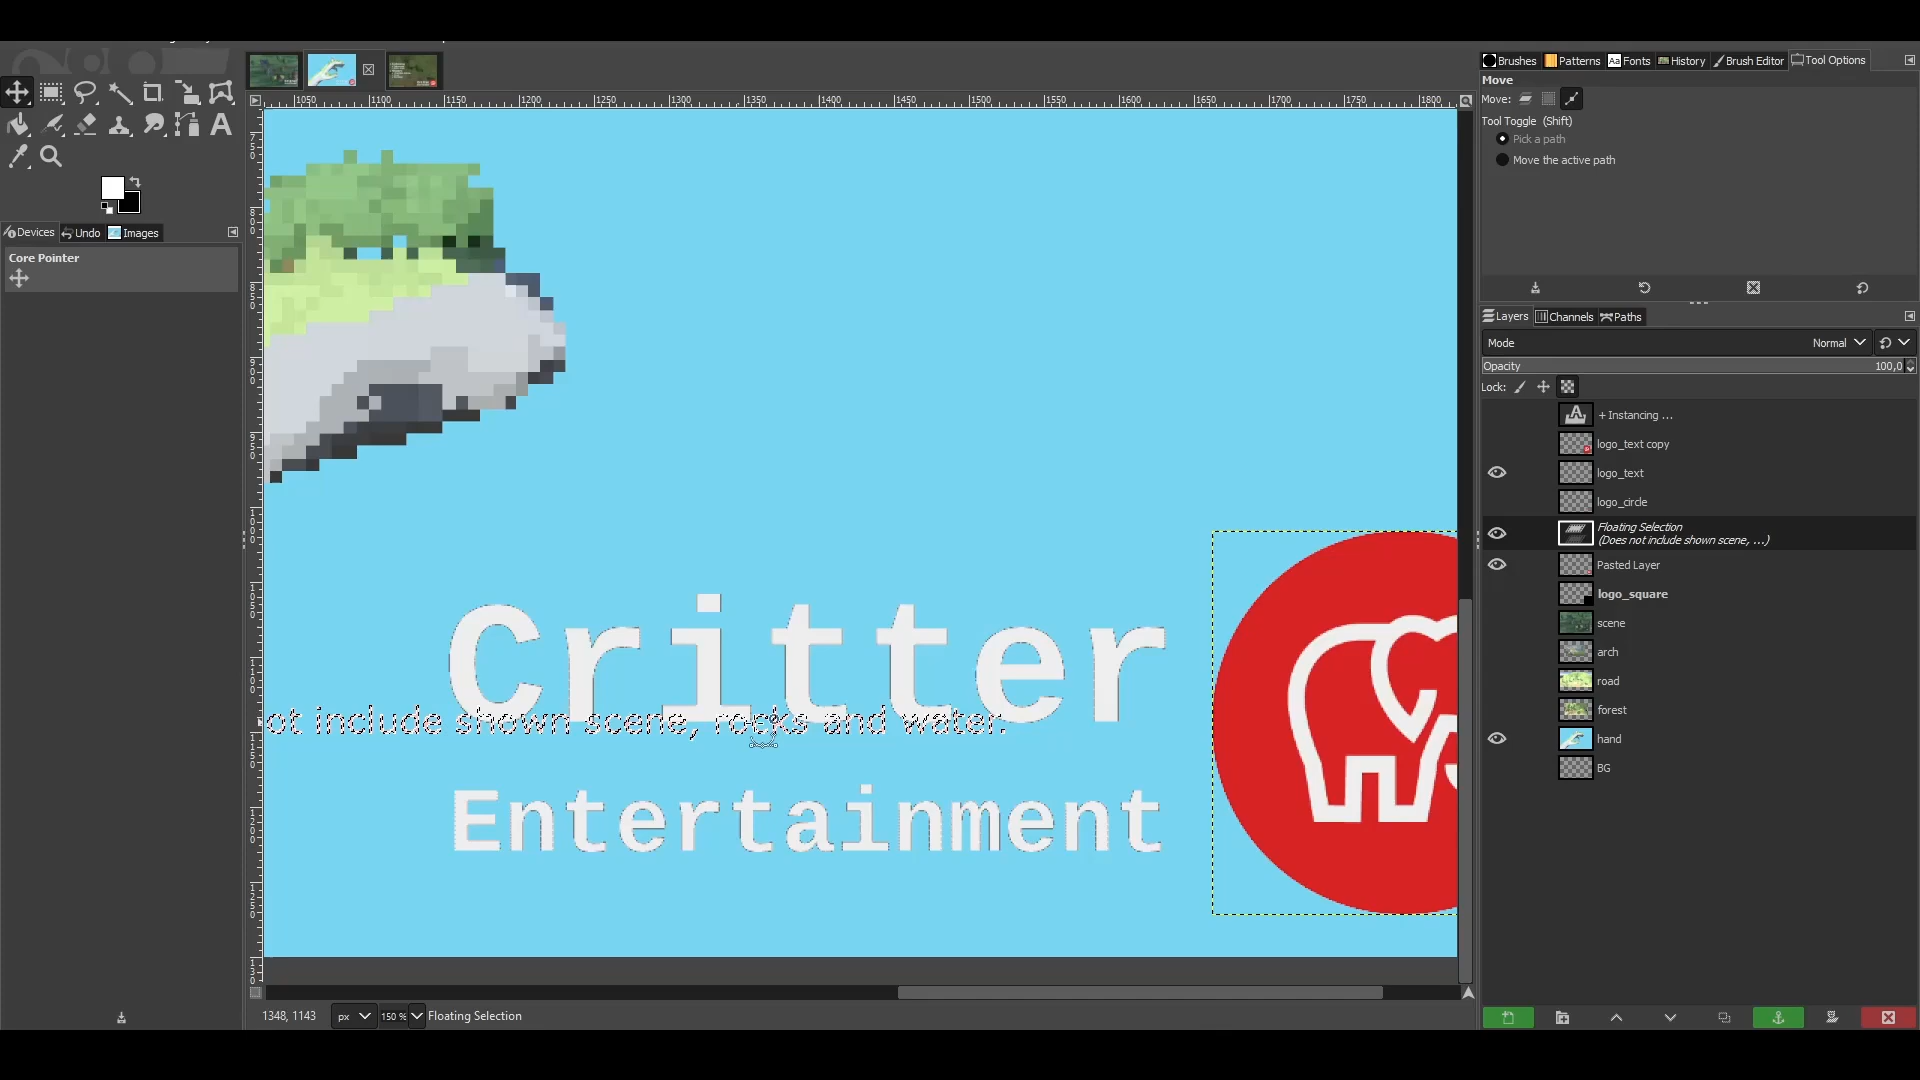 Brushes Patterns Fonts History Brush Editor Tool Options
Move
Move:
Tool Toggle (Shift)
Pick a path
Move the active path
Devices Undo Images
Core Pointer
1050 1100 1150 1200 1250 1300 1350 1400 1450 1500 1550 1600 1650 1700 1750 1800
Layers Channels Paths
Mode Normal
Opacity 100,0
Lock:
+ Instancing ...
logo_text copy
logo_text
logo_circle
Floating Selection
(Does not include shown scene, ...)
Pasted Layer
logo_square
scene
arch
road
forest
hand
BG
Critter
ot include shown scene, rocks and water.
Entertainment
1348, 1143 px 150 % Floating Selection